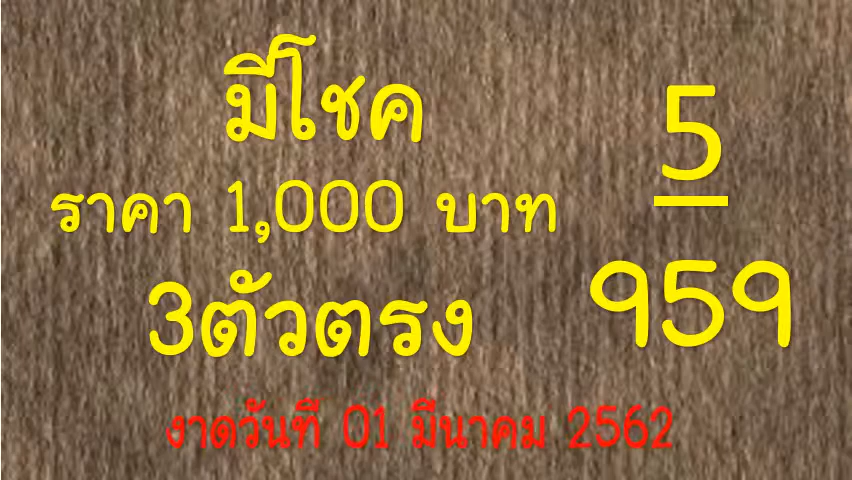 มีโชค
ราคา 1,000 บาท
3ตัวตรง
5
959
งาดวันที่ 01 มีนาคม 2562